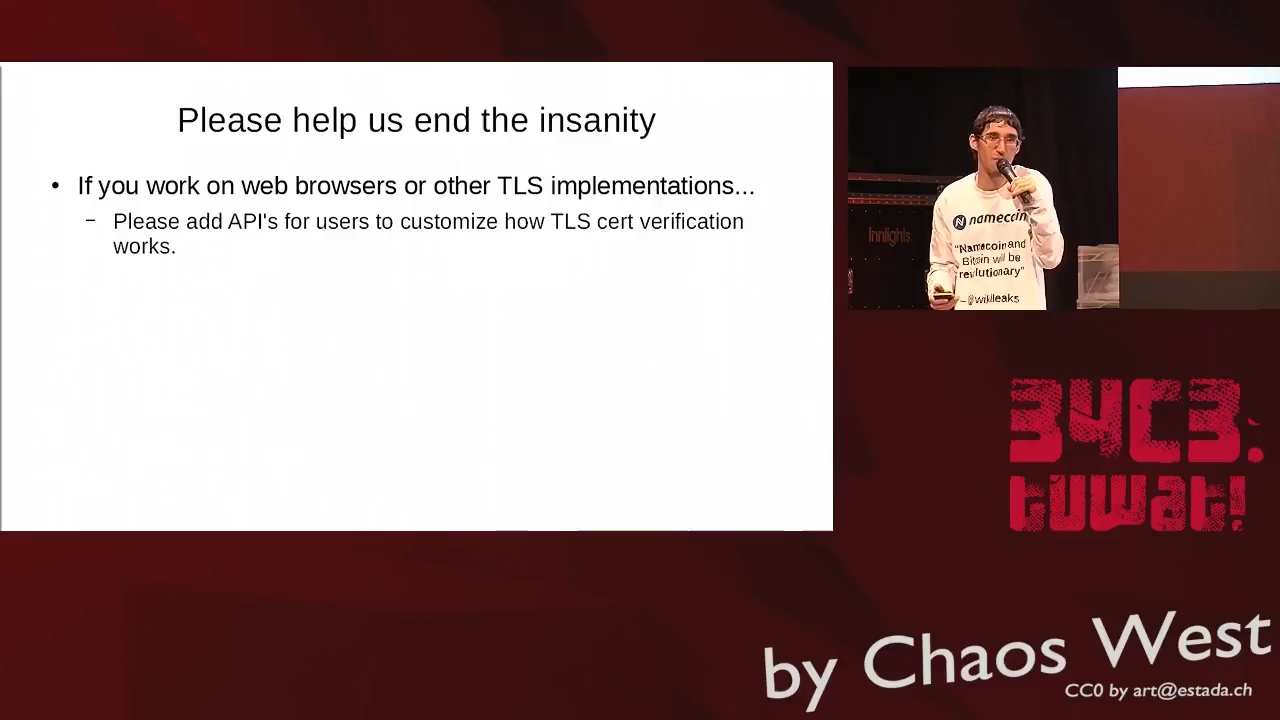 Please help us end the insanity
• If you work on web browsers or other TLS implementations...
– Please add API's for users to customize how TLS cert verification
works.
Innlights
namecoin
"Namecoin and
Bitcoin will be
revolutionary"
– @wikileaks
34C3:
tuwat!
by Chaos West
CC0 by art@estada.ch